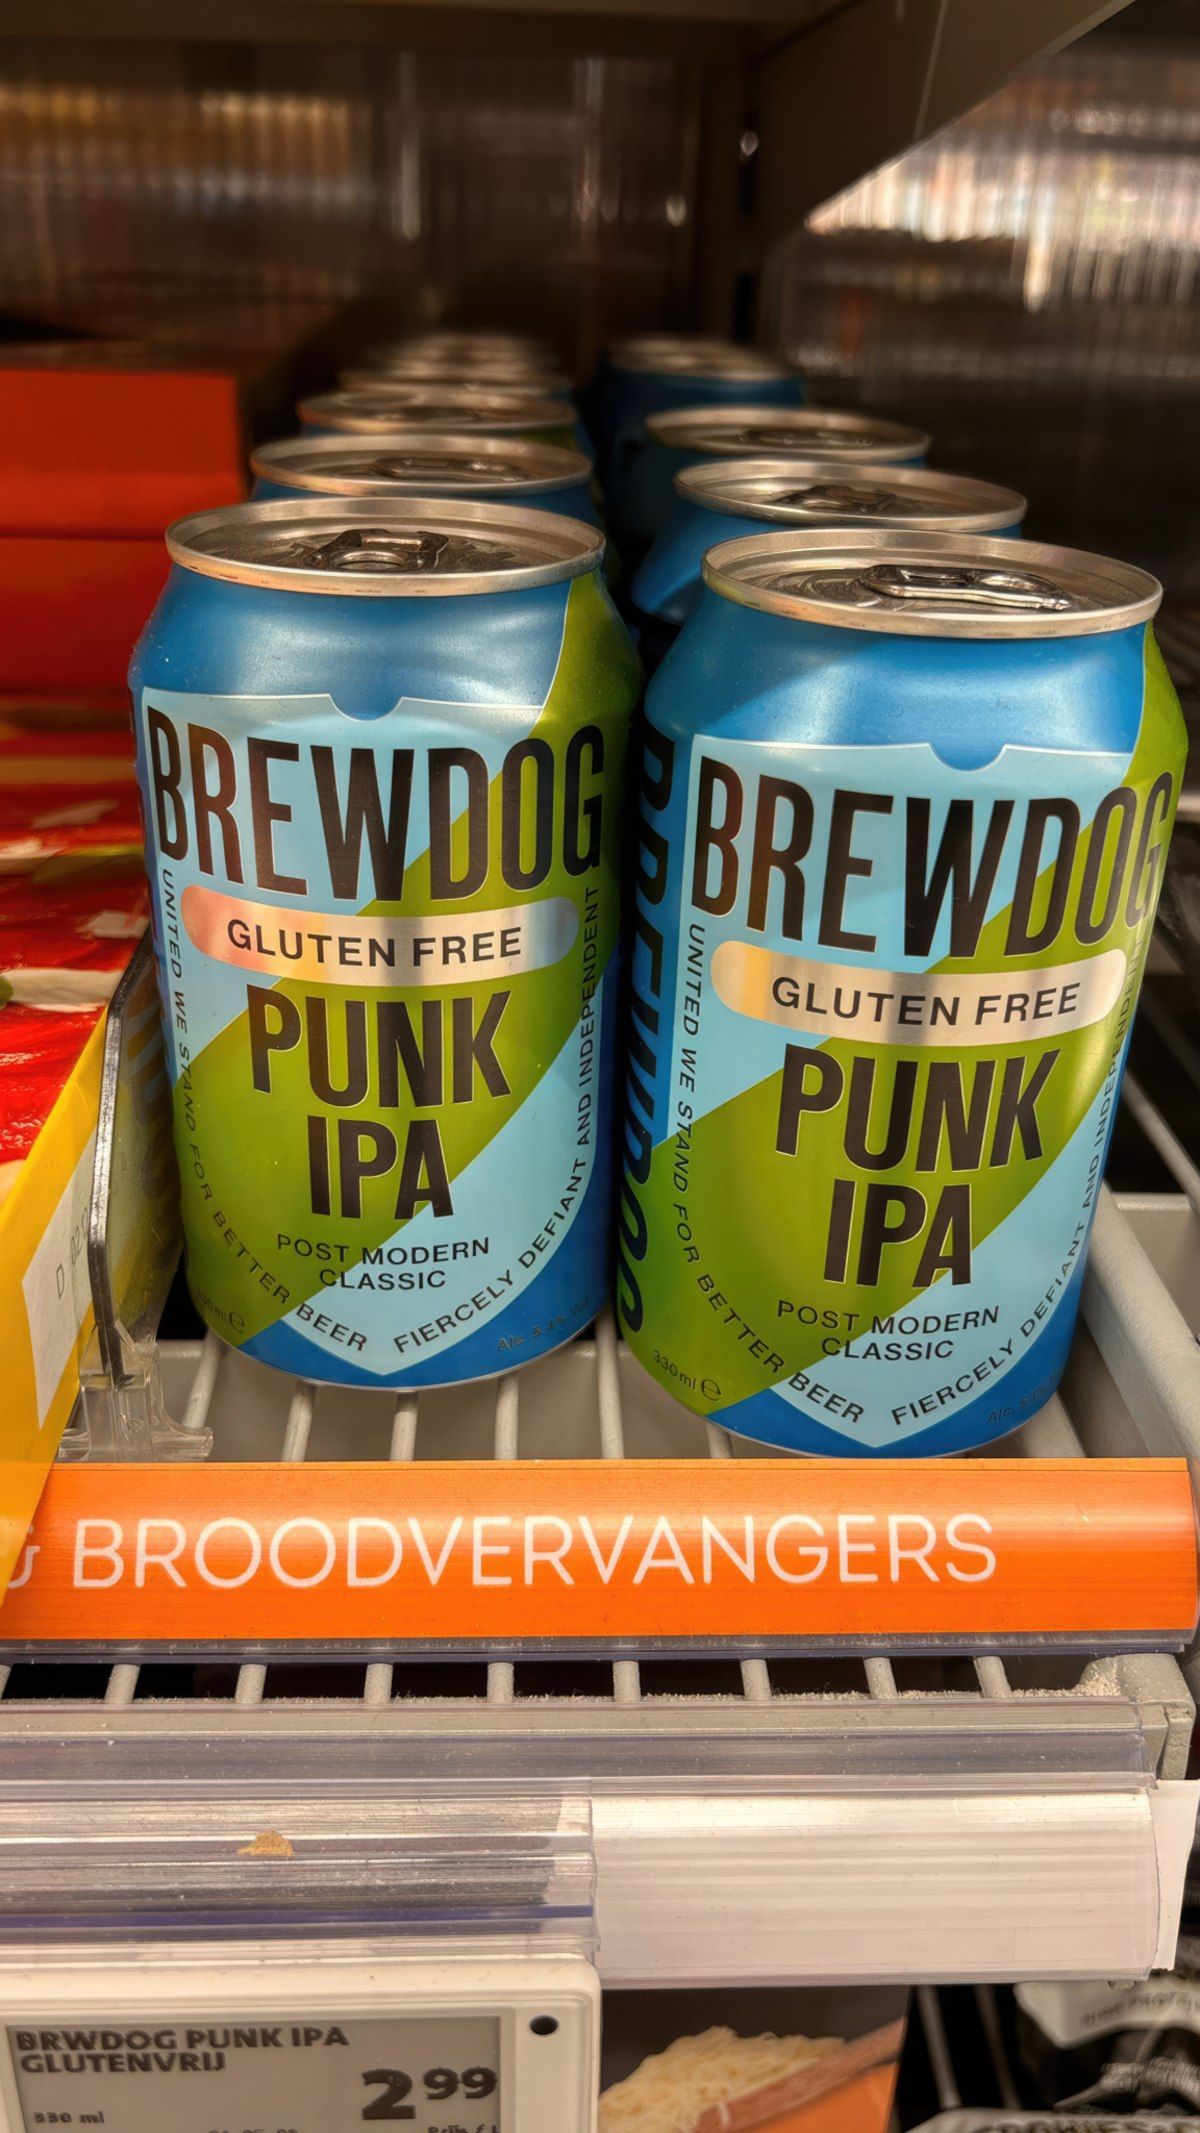 BREWDOG
GLUTEN FREE
PUNK
IPA
POST MODERN
CLASSIC
UNITED WE STAND FOR BETTER BEER
FIERCELY DEFIANT AND INDEPENDENT
330ml e
BREWDOG
BREWDOG
GLUTEN FREE
PUNK
IPA
POST MODERN
CLASSIC
UNITED WE STAND FOR BETTER BEER
FIERCELY DEFIANT AND INDEPENDENT
330ml e
BROODVERVANGERS
BRWDOG PUNK IPA
GLUTENVRIJ
2 99
330 ml